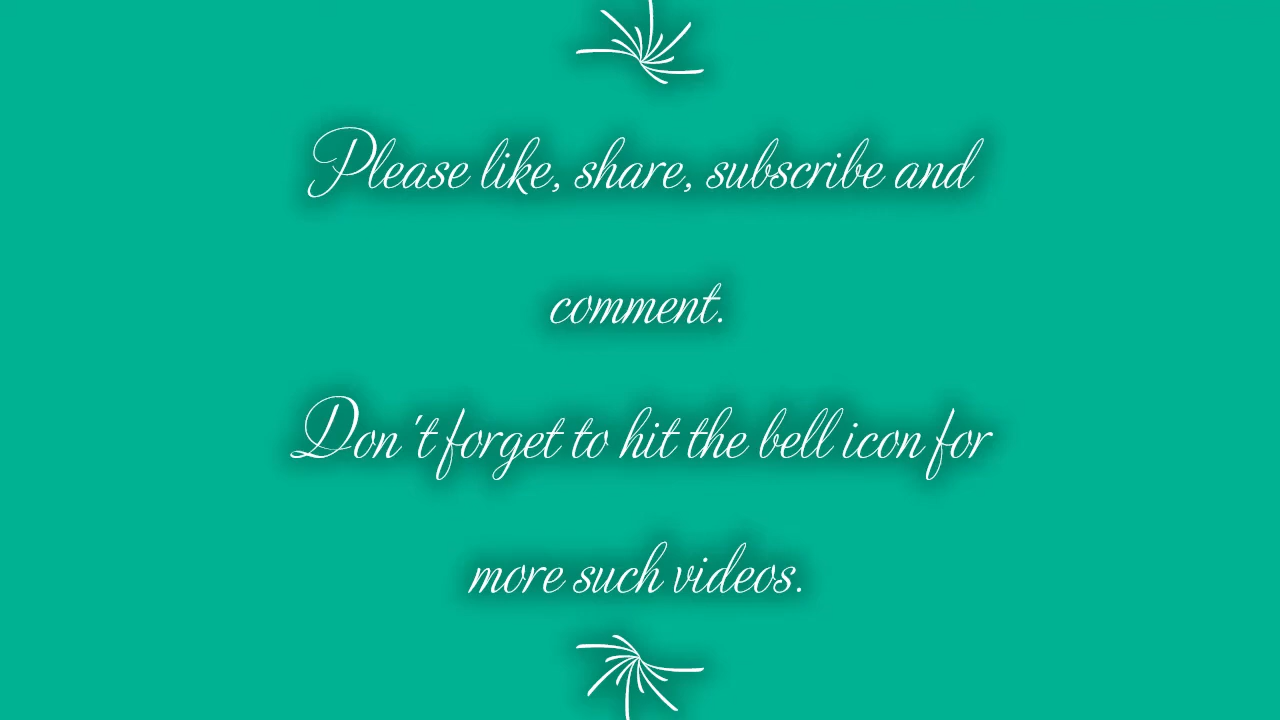 Please like, share, subscribe and
comment.
Don't forget to hit the bell icon for
more such videos.